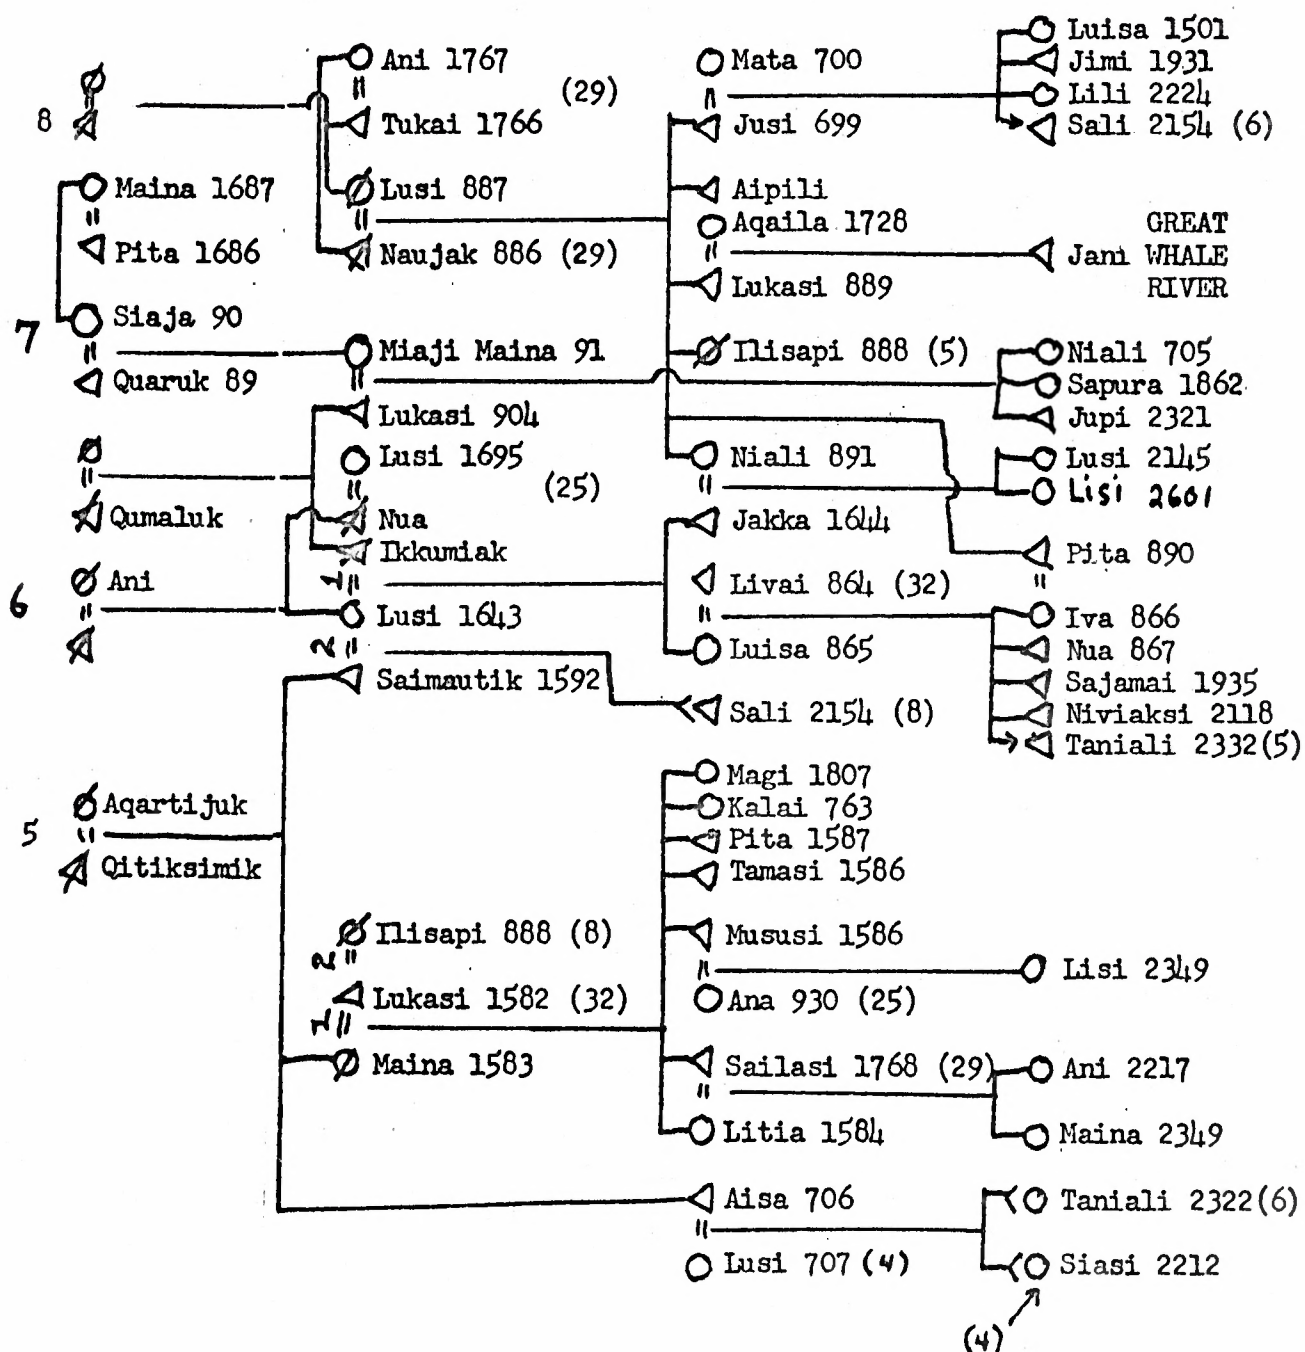 8
Maina 1687
Pita 1686
7
Siaja 90
Quaruk 89
Qumaluk
6
Ani
5
Aqartijuk
Qitiksimik
Ani 1767
(29)
Tukai 1766
Lusi 887
Naujak 886 (29)
Miaji Maina 91
Lukasi 904
Lusi 1695
(25)
Nua
Ikkumiak
1
Lusi 1643
2
Saimautik 1592
Ilisapi 888 (8)
2
Lukasi 1582 (32)
1
Maina 1583
Mata 700
Jusi 699
Aipili
Aqaila 1728
Lukasi 889
Ilisapi 888 (5)
Niali 891
Jakka 1644
Livai 864 (32)
Luisa 865
Sali 2154 (8)
Magi 1807
Kalai 763
Pita 1587
Tamasi 1586
Mususi 1586
Ana 930 (25)
Sailasi 1768 (29)
Litia 1584
Aisa 706
Lusi 707 (4)
Luisa 1501
Jimi 1931
Lili 2224
Sali 2154 (6)
GREAT
Jani WHALE
RIVER
Niali 705
Sapura 1862
Jupi 2321
Lusi 2145
Lisi 2601
Pita 890
Iva 866
Nua 867
Sajamai 1935
Niviaksi 2118
Taniali 2332(5)
Lisi 2349
Ani 2217
Maina 2349
Taniali 2322(6)
Siasi 2212
(4)